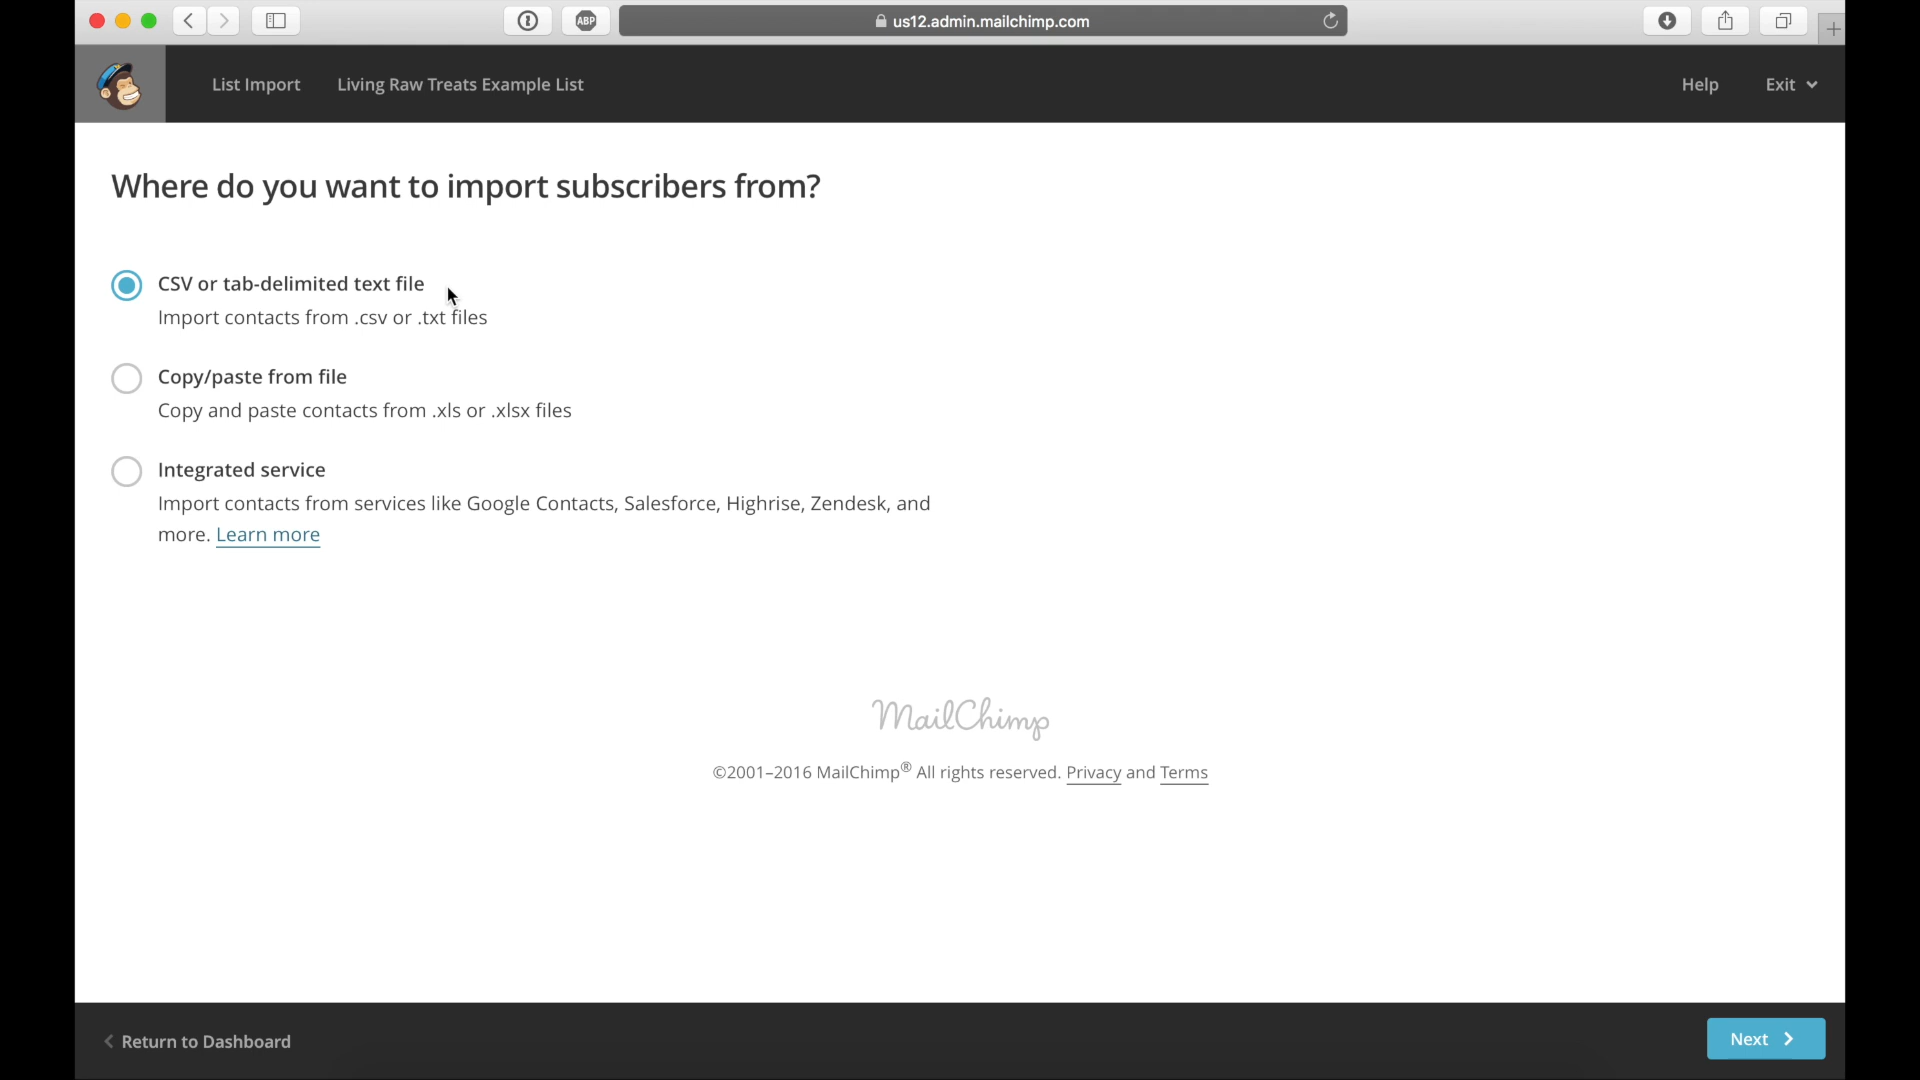 ABP
us12.admin.mailchimp.com
List Import
Living Raw Treats Example List
Help
Exit
Where do you want to import subscribers from?
CSV or tab-delimited text file
Import contacts from .csv or .txt files
Copy/paste from file
Copy and paste contacts from .xls or .xlsx files
Integrated service
Import contacts from services like Google Contacts, Salesforce, Highrise, Zendesk, and
more. Learn more
MailChimp
©2001–2016 MailChimp® All rights reserved. Privacy and Terms
Return to Dashboard
Next